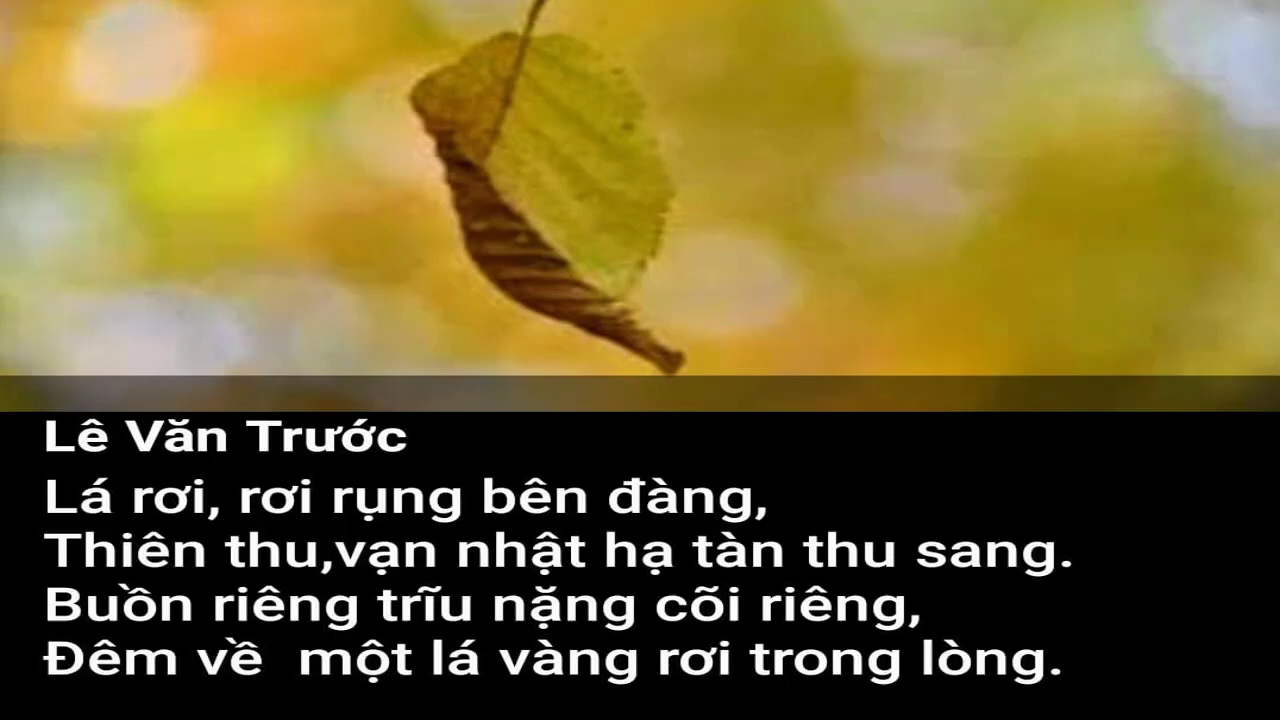 Lê Văn Trước
Lá rơi, rơi rụng bên đàng,
Thiên thu,vạn nhật hạ tàn thu sang.
Buồn riêng trĩu nặng cõi riêng,
Đêm về  một lá vàng rơi trong lòng.